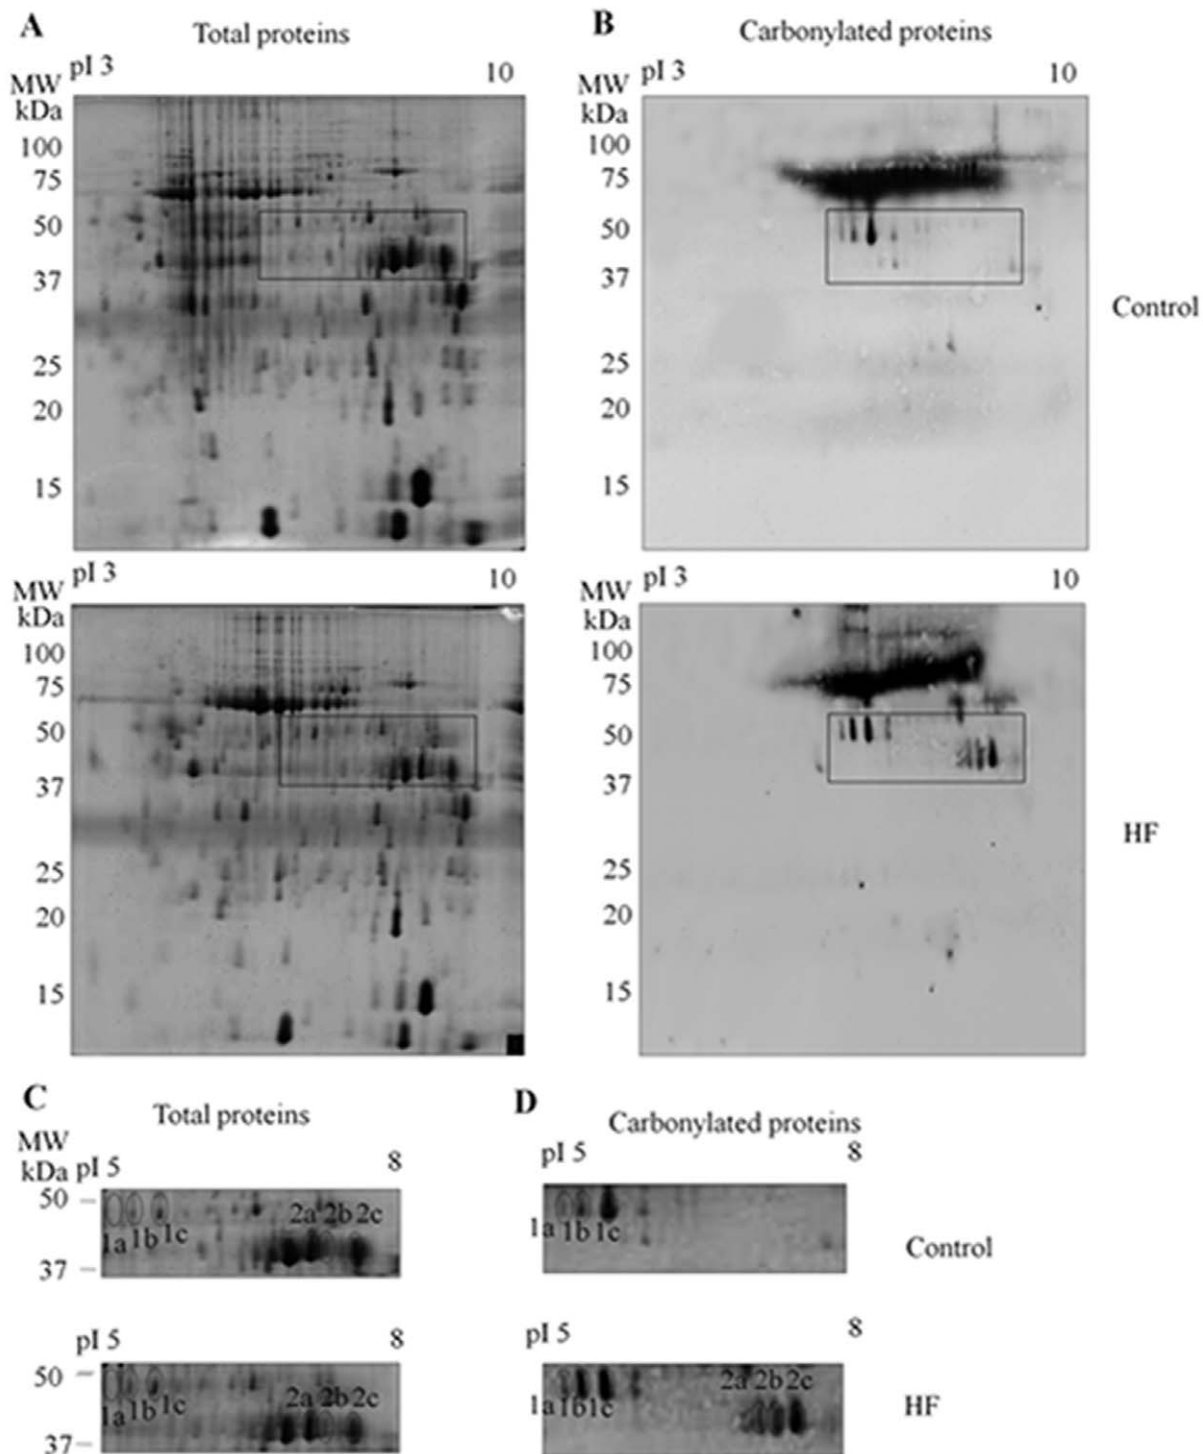 A
Total proteins
MW
kDa
pI 3
10
100
75
50
37
25
20
15
B
Carbonylated proteins
MW
kDa
pI 3
10
100
75
50
37
25
20
15
Control
MW
kDa
pI 3
10
100
75
50
37
25
20
15
MW
kDa
pI 3
10
100
75
50
37
25
20
15
HF
C
Total proteins
MW
kDa pI 5
8
50
37
1a 1b 1c
2a 2b 2c
D
Carbonylated proteins
pI 5
8
1a 1b 1c
Control
pI 5
8
50
37
1a 1b 1c
2a 2b 2c
pI 5
8
1a 1b 1c
2a 2b 2c
HF